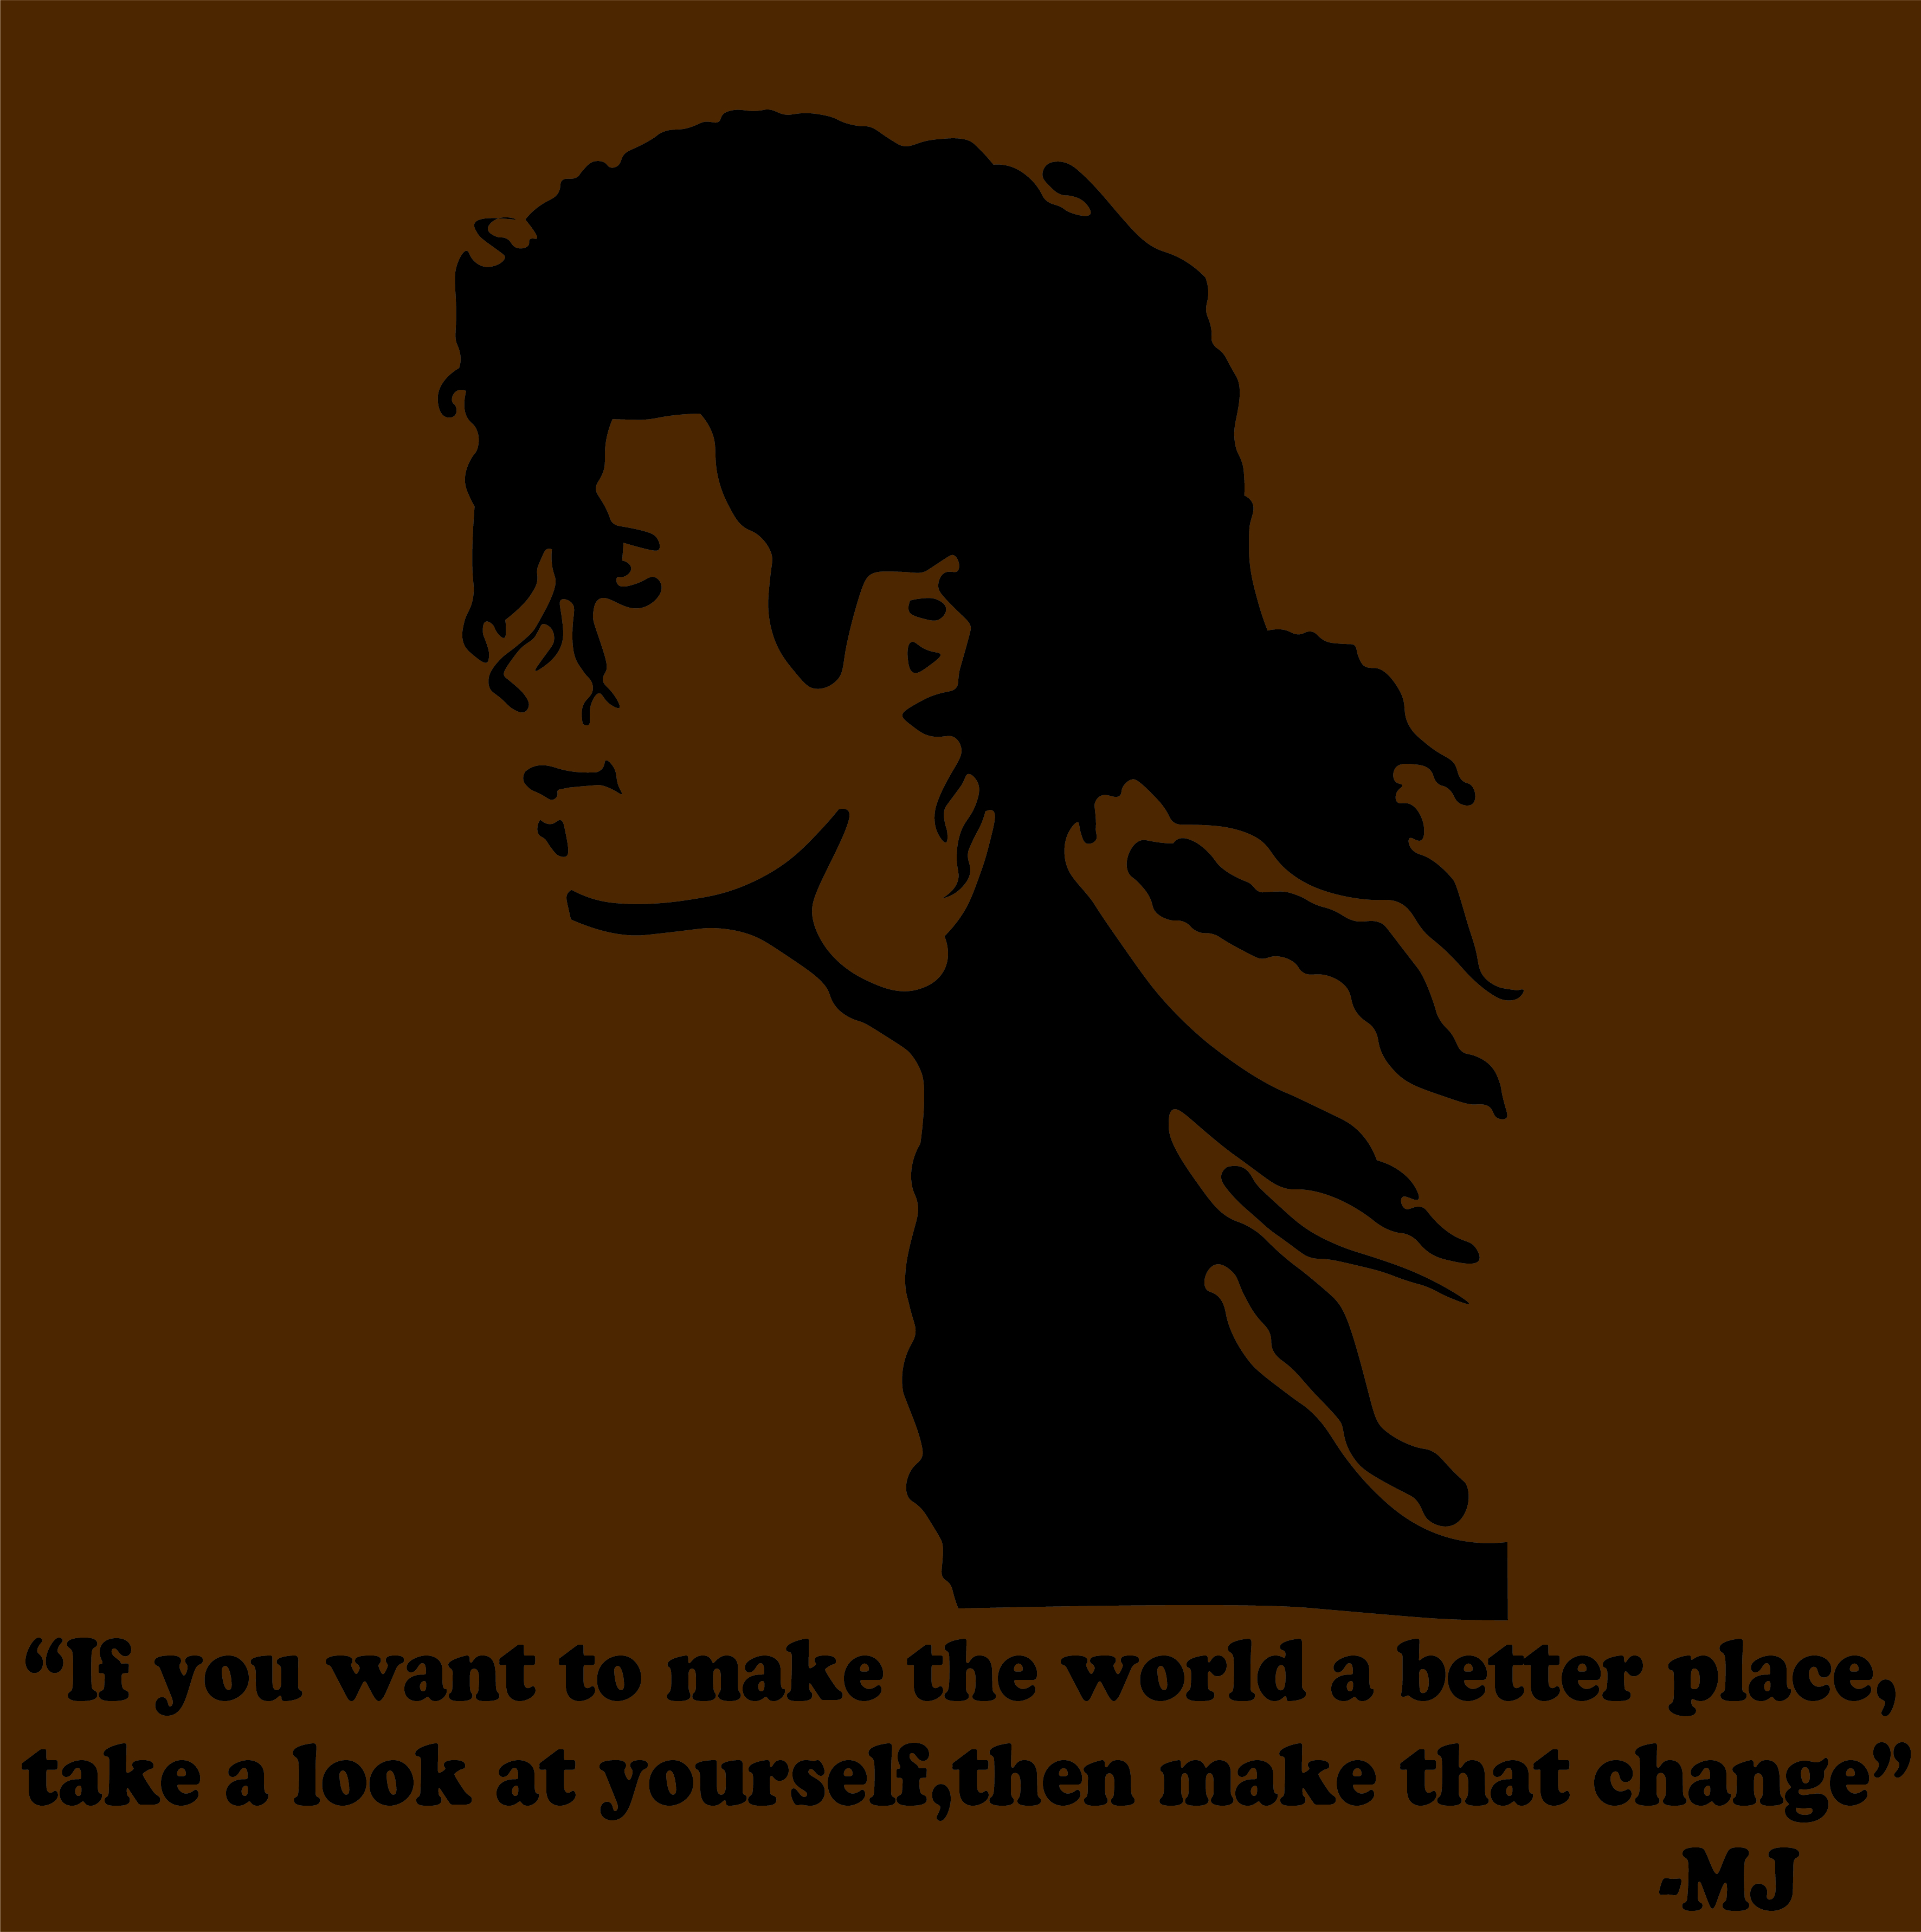 “If you want to make the world a better place,
take a look at yourself, then make that change”
-MJ